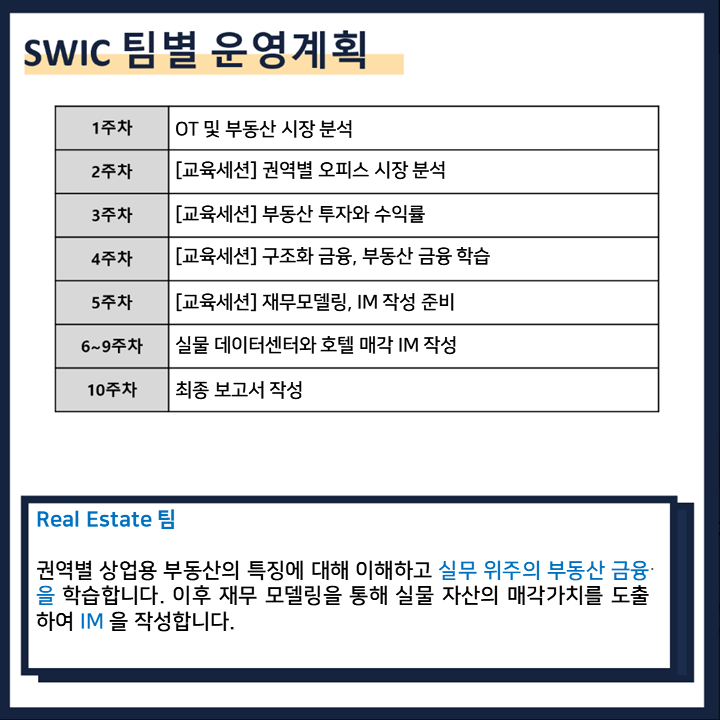 SWIC 팀별 운영계획
1주차 OT 및 부동산 시장 분석
2주차 [교육세션] 권역별 오피스 시장 분석
3주차 [교육세션] 부동산 투자와 수익률
4주차 [교육세션] 구조화 금융, 부동산 금융 학습
5주차 [교육세션] 재무모델링, IM 작성 준비
6~9주차 실물 데이터센터와 호텔 매각 IM 작성
10주차 최종 보고서 작성
Real Estate 팀
권역별 상업용 부동산의 특징에 대해 이해하고 실무 위주의 부동산 금융
을 학습합니다. 이후 재무 모델링을 통해 실물 자산의 매각가치를 도출
하여 IM 을 작성합니다.